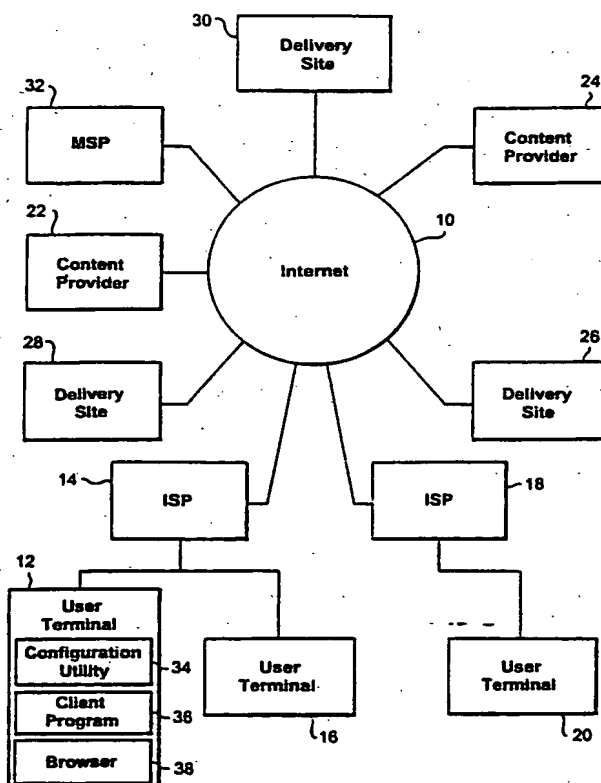 30
Delivery
Site
32
MSP
24
Content
Provider
22
Content
Provider
10
Internet
28
Delivery
Site
26
Delivery
Site
14
ISP
ISP
18
12
User
Terminal
Configuration
Utility
34
Client
Program
36
Browser
38
User
Terminal
16
User
Terminal
20